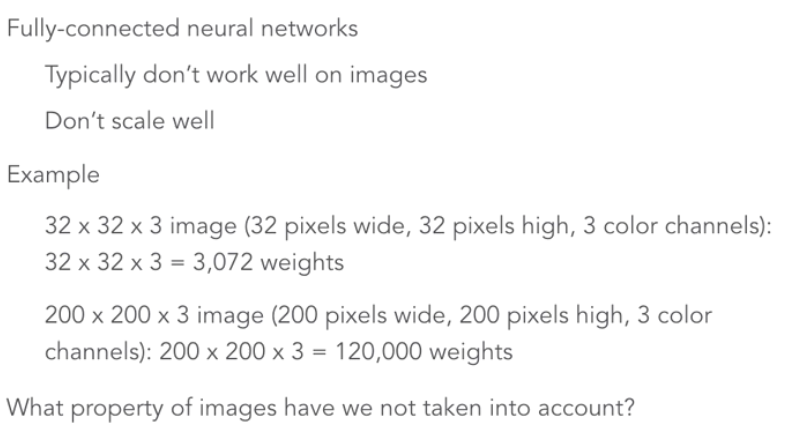 Fully-connected neural networks
Typically don’t work well on images
Don’t scale well
Example
32 x 32 x 3 image (32 pixels wide, 32 pixels high, 3 color channels):
32 x 32 x 3 = 3,072 weights
200 x 200 x 3 image (200 pixels wide, 200 pixels high, 3 color
channels): 200 x 200 x 3 = 120,000 weights
What property of images have we not taken into account?